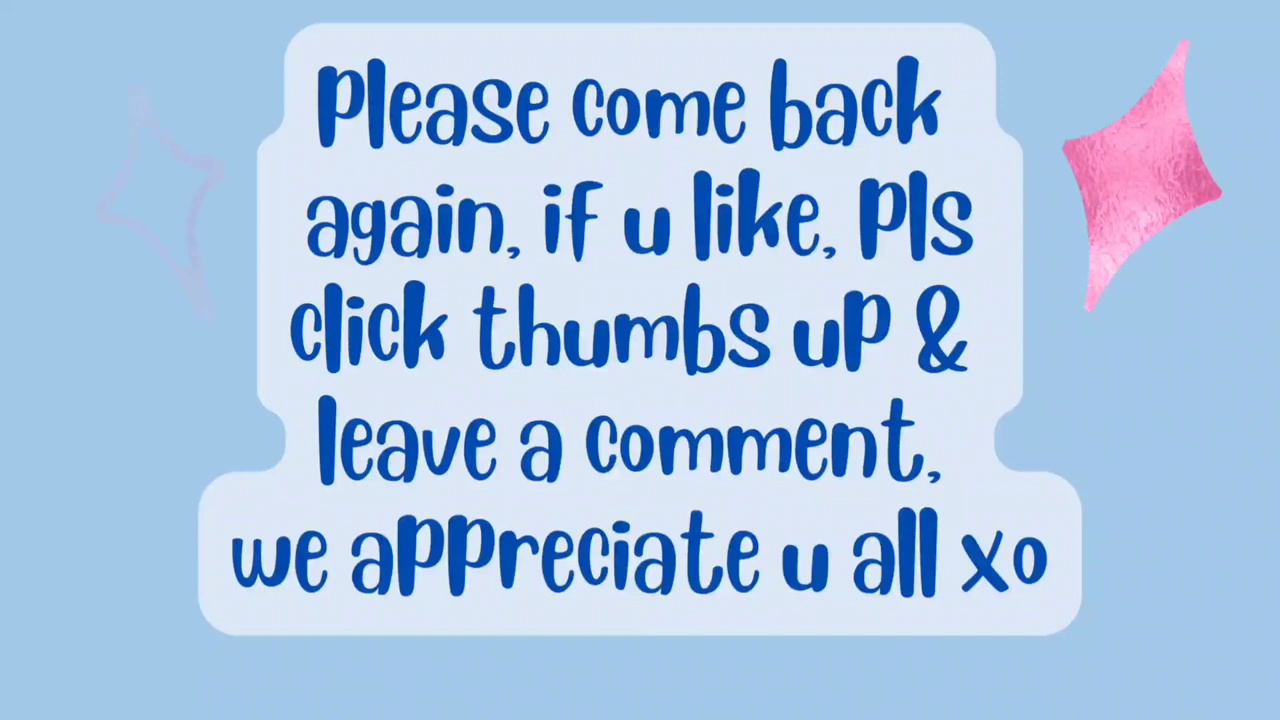 Please come back
again, if u like, Pls
click thumbs up &
leave a comment,
we appreciate u all xo